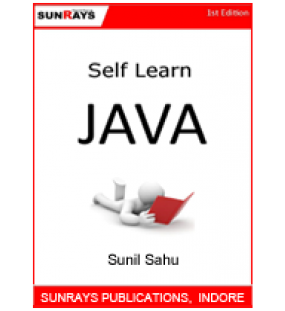 SUNRAYS
1st Edition
Self Learn
JAVA
Sunil Sahu
SUNRAYS PUBLICATIONS, INDORE